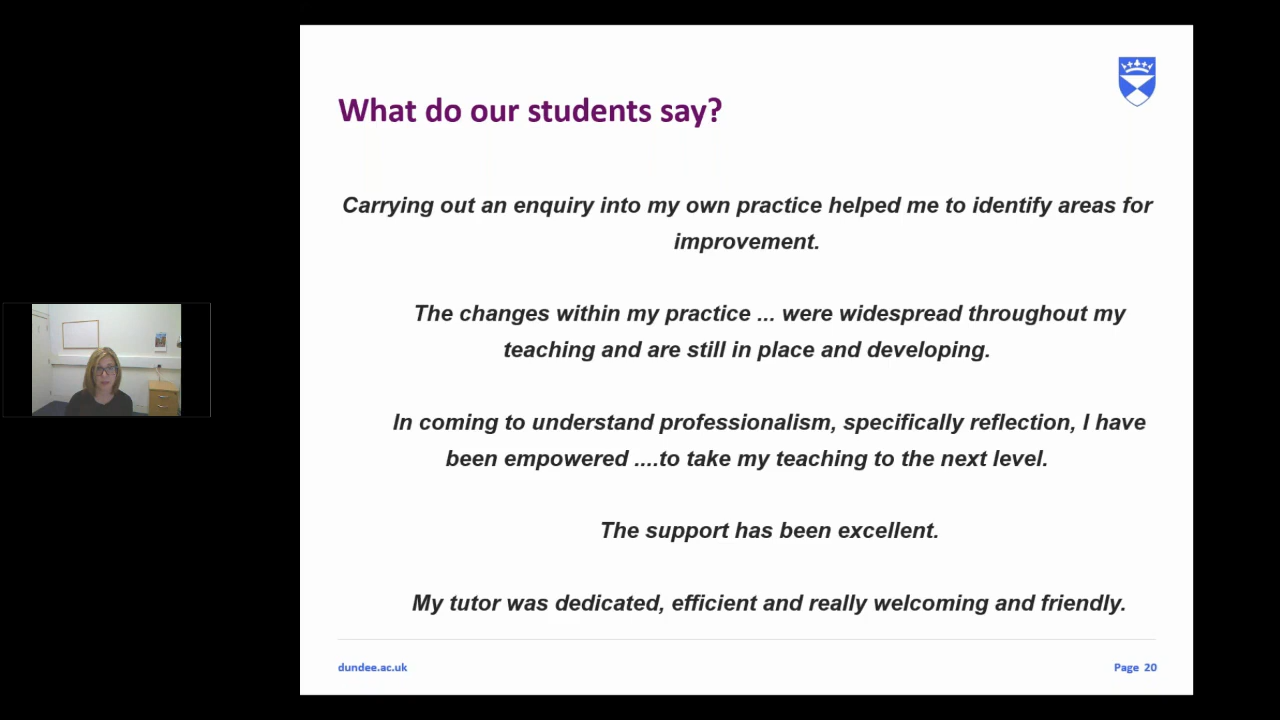 What do our students say?
Carrying out an enquiry into my own practice helped me to identify areas for
improvement.
The changes within my practice ... were widespread throughout my
teaching and are still in place and developing.
In coming to understand professionalism, specifically reflection, I have
been empowered ....to take my teaching to the next level.
The support has been excellent.
My tutor was dedicated, efficient and really welcoming and friendly.
dundee.ac.uk
Page 20